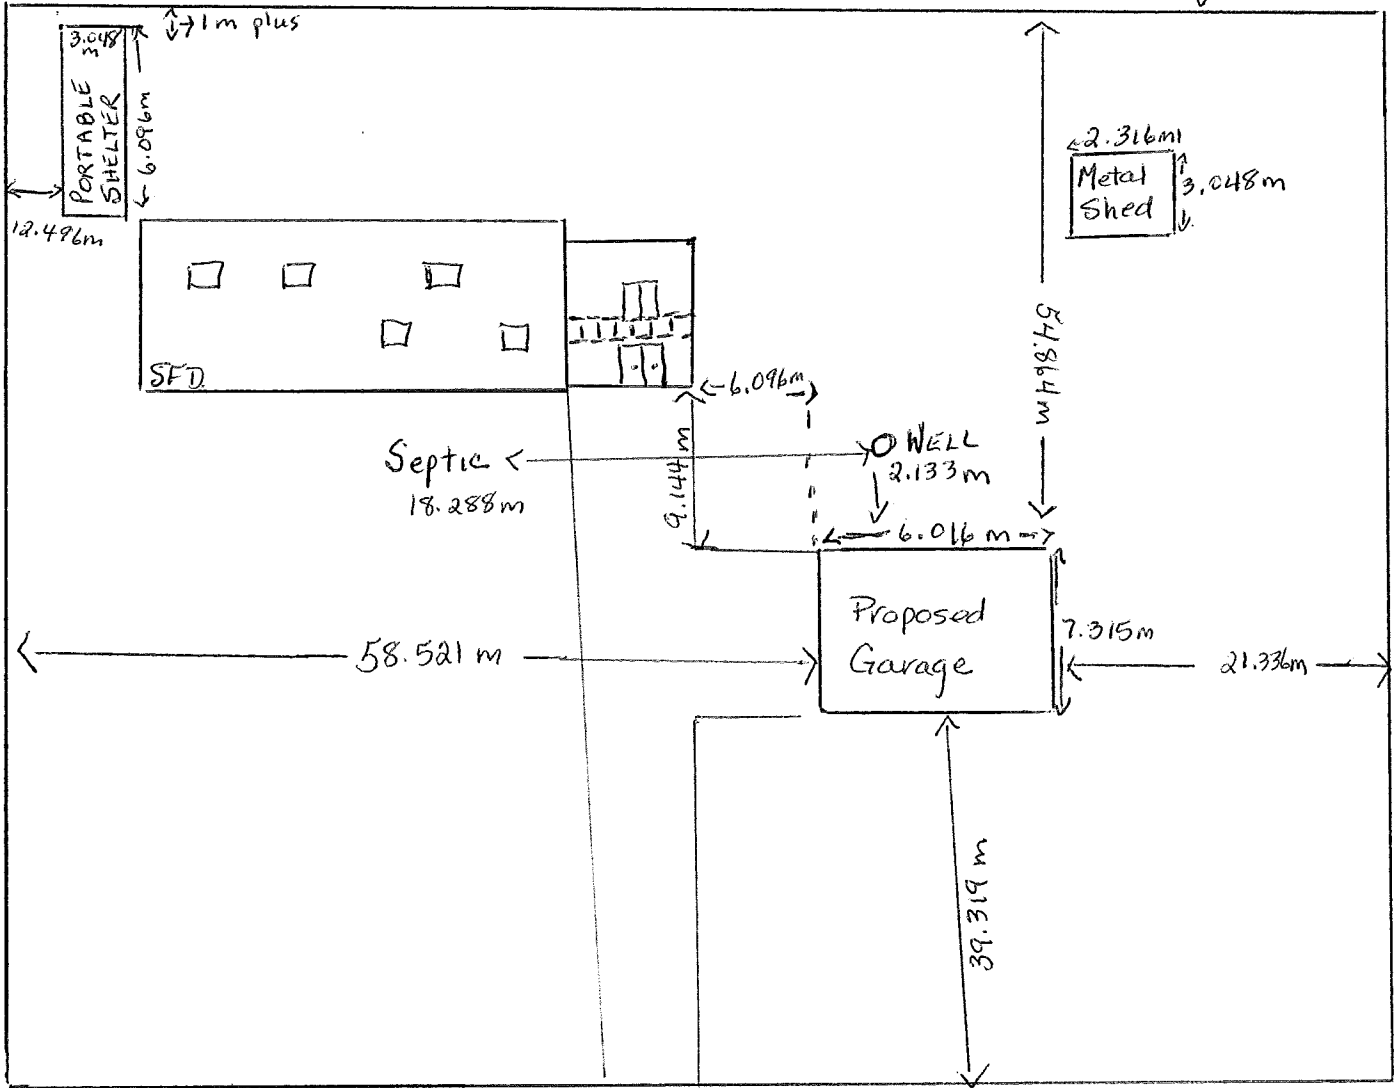 1m plus
3.048
m
PORTABLE
SHELTER
6.096m
12.496m
2.316m
Metal
Shed
3.048m
54.864m
SFD
6.096m
9.144m
Septic
18.288m
WELL
2.133m
6.016 m
Proposed
Garage
7.315m
58.521 m
21.336m
39.319 m